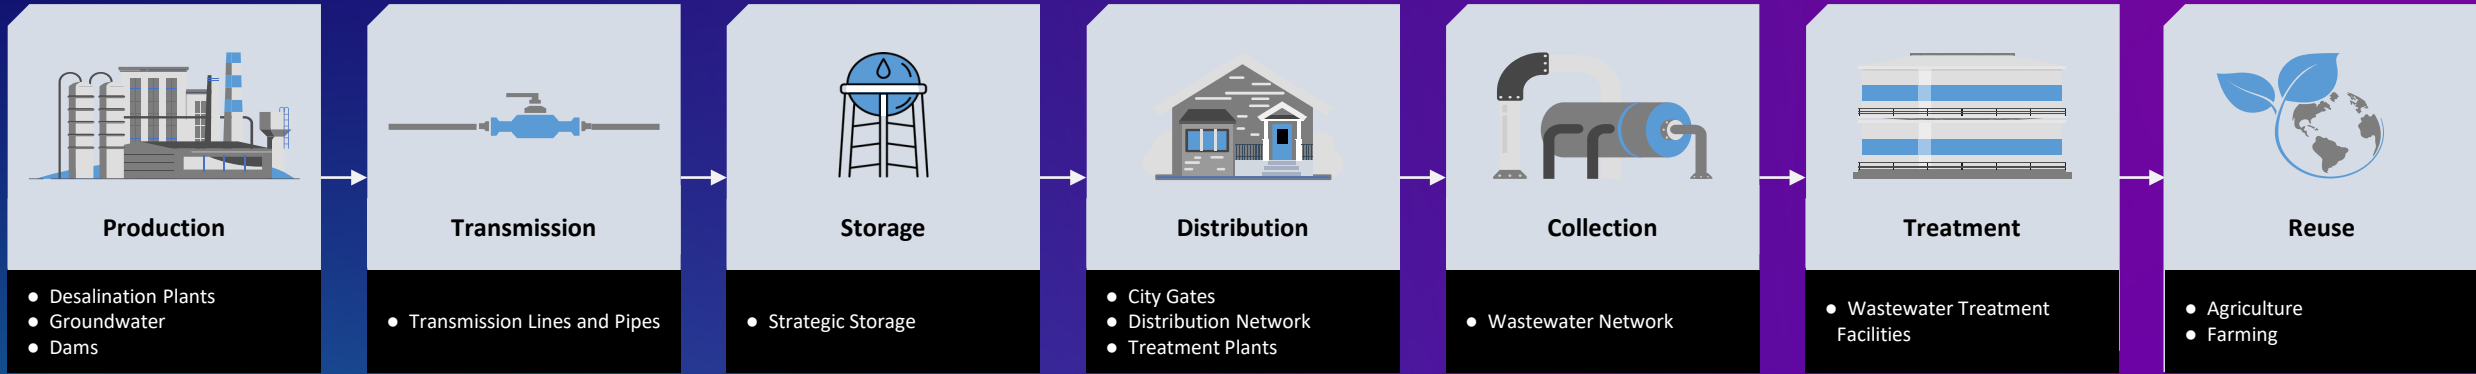 Production
● Desalination Plants
● Groundwater
● Dams
Transmission
● Transmission Lines and Pipes
Storage
● Strategic Storage
Distribution
● City Gates
● Distribution Network
● Treatment Plants
Collection
● Wastewater Network
Treatment
● Wastewater Treatment
Facilities
Reuse
● Agriculture
● Farming